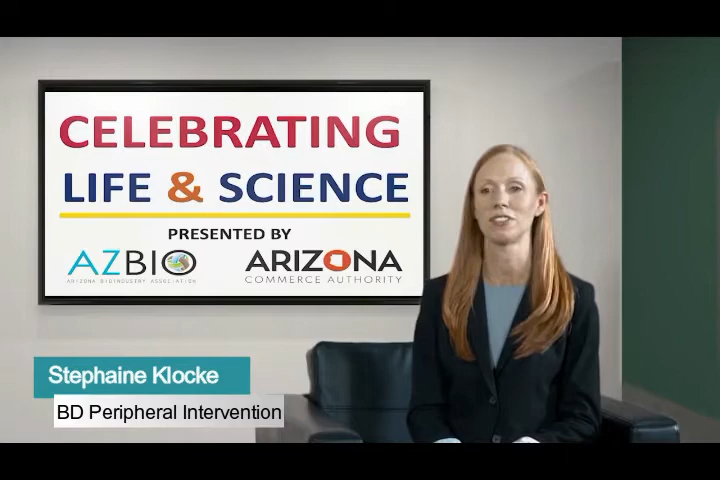 CELEBRATING
LIFE & SCIENCE
PRESENTED BY
AZBIO
ARIZONA BIOINDUSTRY ASSOCIATION
ARIZONA
COMMERCE AUTHORITY
Stephaine Klocke
BD Peripheral Intervention